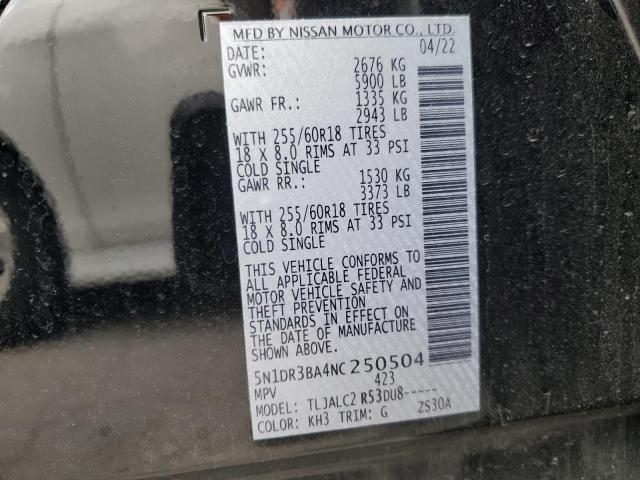 MFD BY NISSAN MOTOR CO., LTD.
DATE: 04/22
GVWR: 2676 KG
5900 LB
GAWR FR.: 1335 KG
2943 LB
WITH 255/60R18 TIRES
18 X 8.0 RIMS AT 33 PSI
COLD SINGLE
GAWR RR.: 1530 KG
3373 LB
WITH 255/60R18 TIRES
18 X 8.0 RIMS AT 33 PSI
COLD SINGLE
THIS VEHICLE CONFORMS TO
ALL APPLICABLE FEDERAL
MOTOR VEHICLE SAFETY AND
THEFT PREVENTION
STANDARDS IN EFFECT ON
THE DATE OF MANUFACTURE
SHOWN ABOVE.
5N1DR3BA4NC250504
MPV 423
MODEL: TLJALC2 R53DU8-----
COLOR: KH3 TRIM: G ZS30A